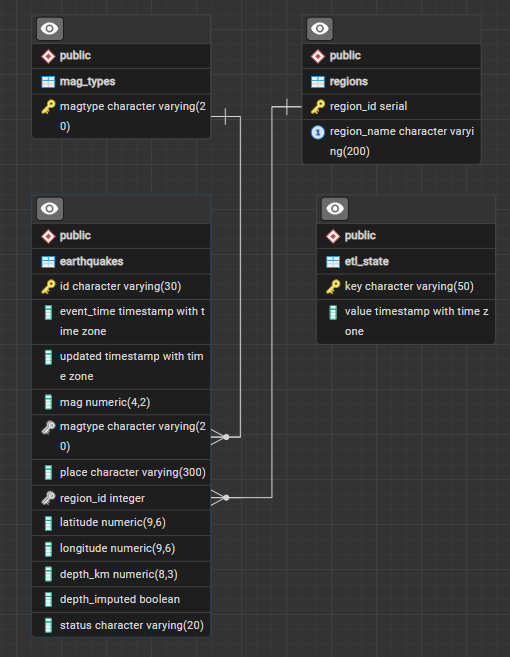 public
mag_types
magtype character varying(2
0)
public
regions
region_id serial
1
region_name character varyi
ng(200)
public
earthquakes
id character varying(30)
event_time timestamp with t
ime zone
updated timestamp with tim
e zone
mag numeric(4,2)
magtype character varying(2
0)
place character varying(300)
region_id integer
latitude numeric(9,6)
longitude numeric(9,6)
depth_km numeric(8,3)
depth_imputed boolean
status character varying(20)
public
etl_state
key character varying(50)
value timestamp with time z
one